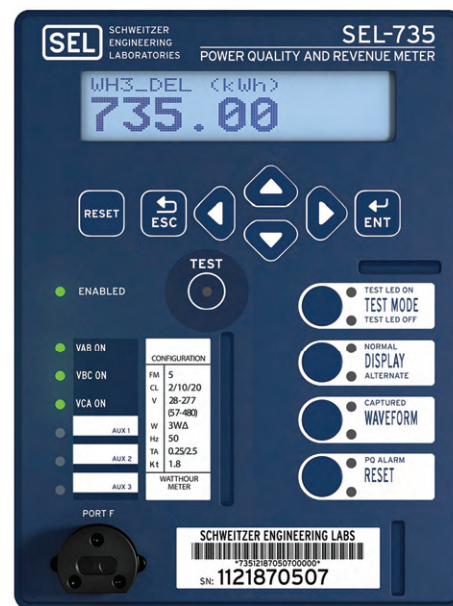 SEL SCHWEITZER ENGINEERING LABORATORIES
SEL-735
POWER QUALITY AND REVENUE METER
WH3_DEL (kWh)
735.00
RESET
ESC
ENT
TEST
ENABLED
TEST LED ON
TEST MODE
TEST LED OFF
VAB ON
VBC ON
VCA ON
AUX 1
AUX 2
AUX 3
CONFIGURATION
FM 5
CL 2/10/20
V 28-277
(57-480)
W 3WΔ
Hz 50
TA 0.25/2.5
Kt 1.8
WATTHOUR
METER
NORMAL
DISPLAY
ALTERNATE
CAPTURED
WAVEFORM
PQ ALARM
RESET
PORT F
SCHWEITZER ENGINEERING LABS
*73512187050700000*
SN: 1121870507